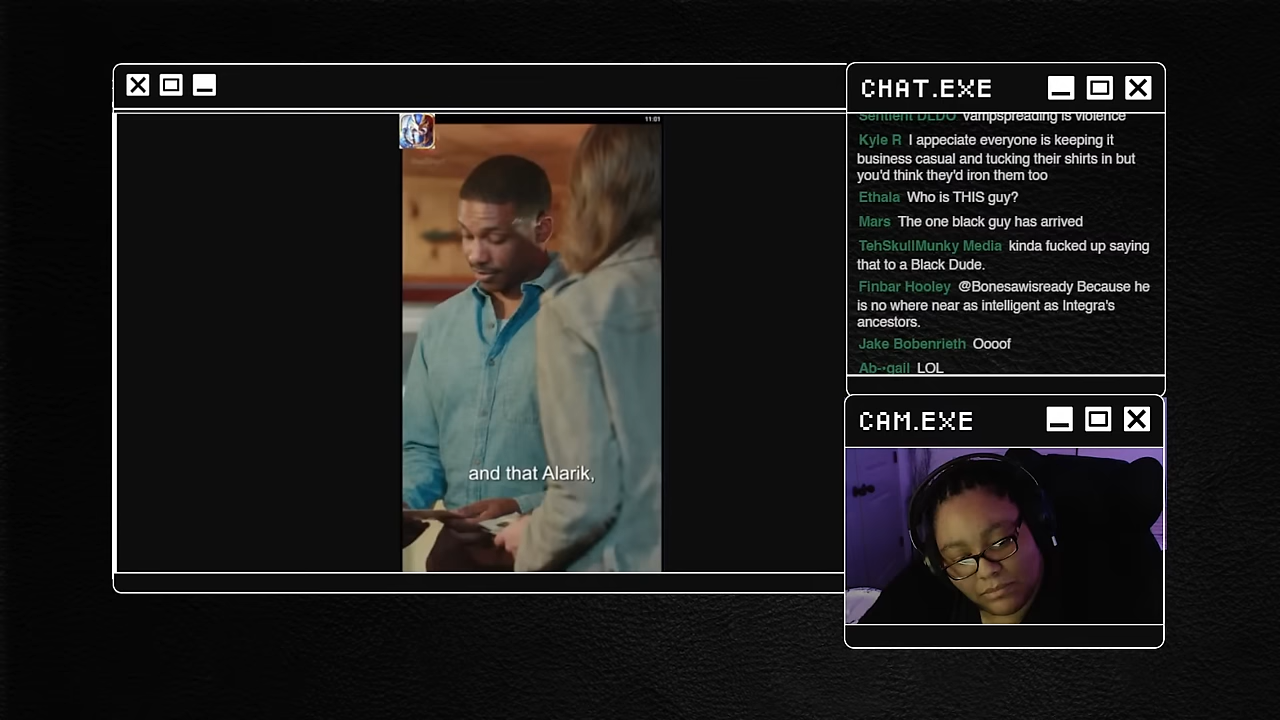 11:01
and that Alarik,
CHAT.EXE
Sentient DLDO Vampspreading is violence
Kyle R I appeciate everyone is keeping it
business casual and tucking their shirts in but
you'd think they'd iron them too
Ethala Who is THIS guy?
Mars The one black guy has arrived
TehSkullMunky Media kinda fucked up saying
that to a Black Dude.
Finbar Hooley @Bonesawisready Because he
is no where near as intelligent as Integra's
ancestors.
Jake Bobenrieth Oooof
Ab-·gail LOL
CAM.EXE